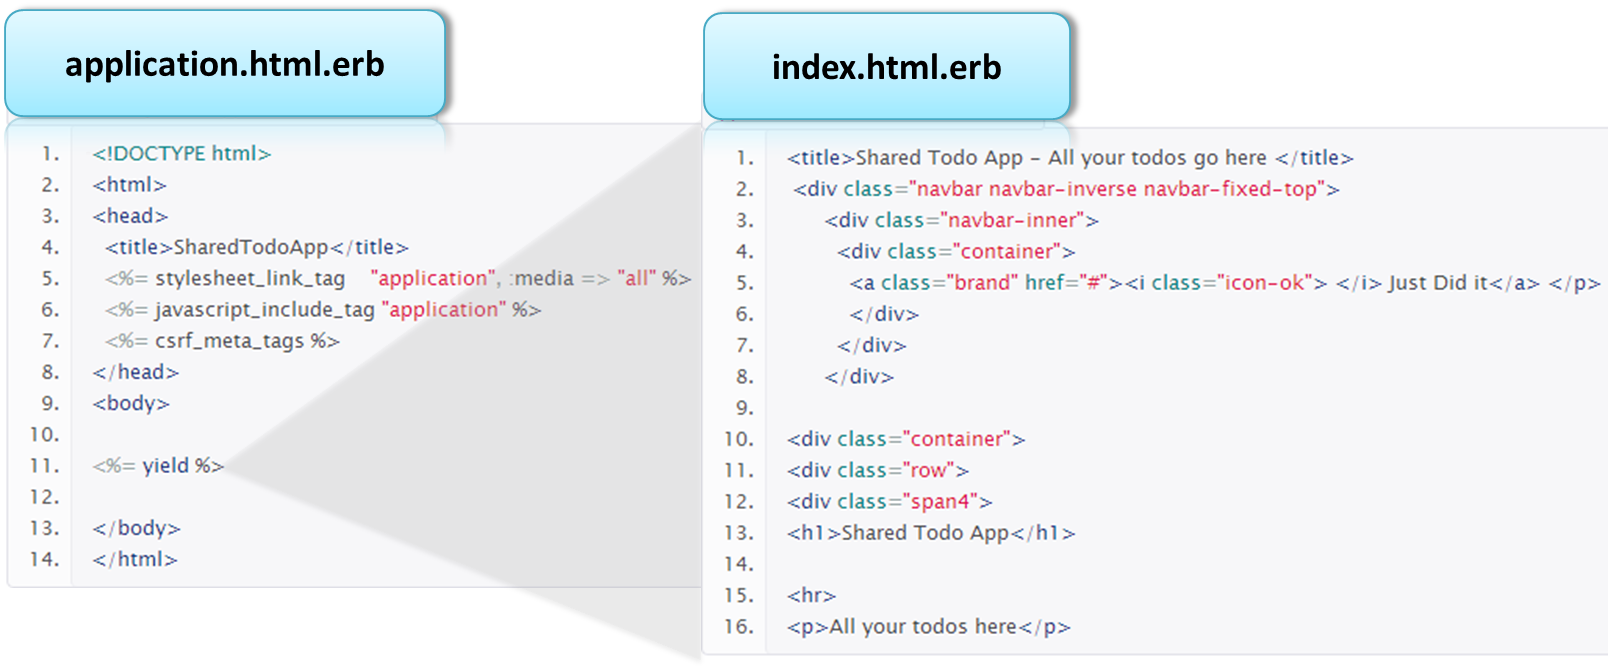 application.html.erb
1. <!DOCTYPE html>
2. <html>
3. <head>
4. <title>SharedTodoApp</title>
5. <%= stylesheet_link_tag "application", :media => "all" %>
6. <%= javascript_include_tag "application" %>
7. <%= csrf_meta_tags %>
8. </head>
9. <body>
10.
11. <%= yield %>
12.
13. </body>
14. </html>
index.html.erb
1. <title>Shared Todo App - All your todos go here </title>
2. <div class="navbar navbar-inverse navbar-fixed-top">
3. <div class="navbar-inner">
4. <div class="container">
5. <a class="brand" href="#"><i class="icon-ok"> </i> Just Did it</a> </p>
6. </div>
7. </div>
8. </div>
9.
10. <div class="container">
11. <div class="row">
12. <div class="span4">
13. <h1>Shared Todo App</h1>
14.
15. <hr>
16. <p>All your todos here</p>